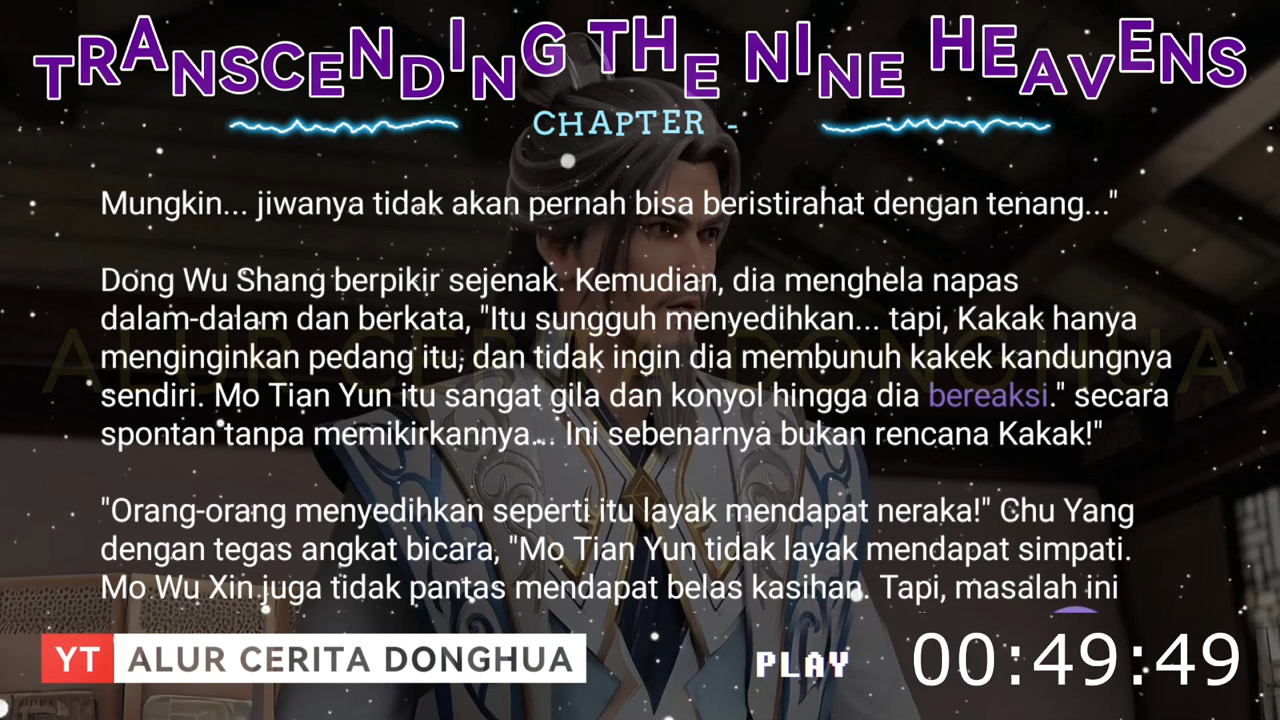 TRANSCENDING THE NINE HEAVENS
CHAPTER -
Mungkin... jiwanya tidak akan pernah bisa beristirahat dengan tenang..."
Dong Wu Shang berpikir sejenak. Kemudian, dia menghela napas
dalam-dalam dan berkata, "Itu sungguh menyedihkan... tapi, Kakak hanya
menginginkan pedang itu, dan tidak ingin dia membunuh kakek kandungnya
sendiri. Mo Tian Yun itu sangat gila dan konyol hingga dia bereaksi." secara
spontan tanpa memikirkannya... Ini sebenarnya bukan rencana Kakak!"
"Orang-orang menyedihkan seperti itu layak mendapat neraka!" Chu Yang
dengan tegas angkat bicara, "Mo Tian Yun tidak layak mendapat simpati.
Mo Wu Xin juga tidak pantas mendapat belas kasihan. Tapi, masalah ini
ALUR CERITA DONGHUA
YT ALUR CERITA DONGHUA
PLAY 00:49:49